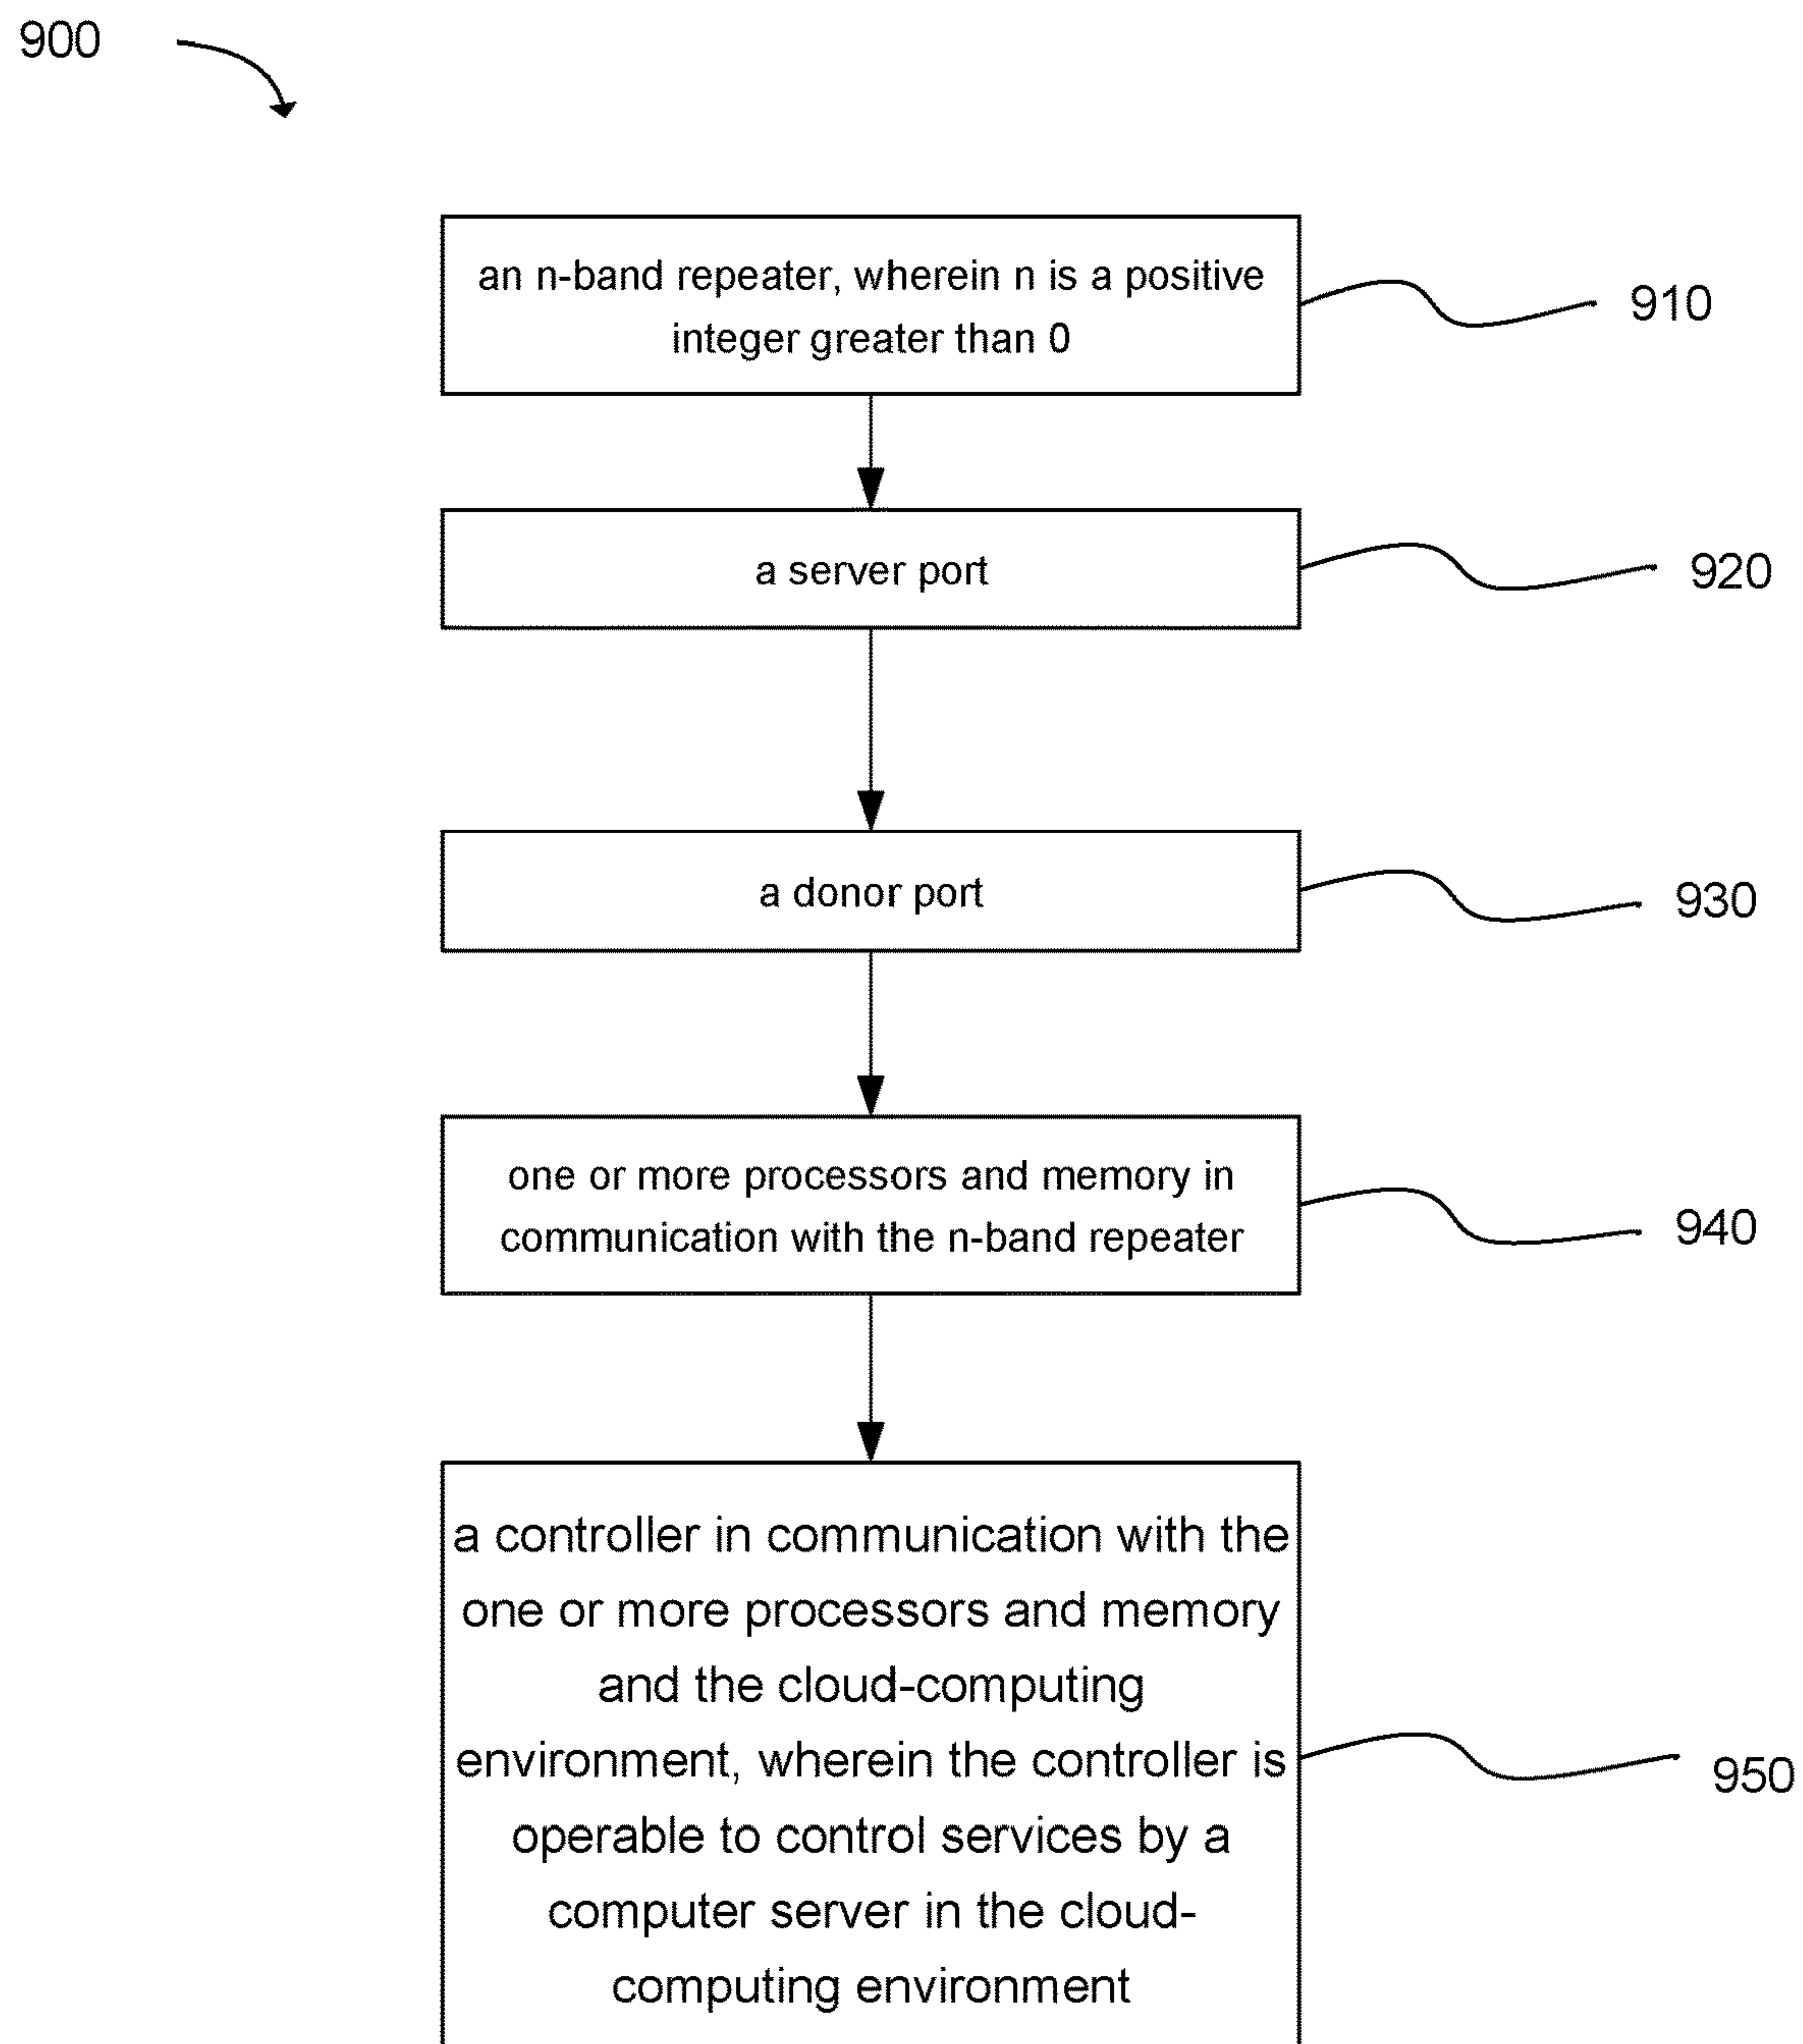 900
an n-band repeater, wherein n is a positive
integer greater than 0
910
a server port
920
a donor port
930
one or more processors and memory in
communication with the n-band repeater
940
a controller in communication with the
one or more processors and memory
and the cloud-computing
environment, wherein the controller is
operable to control services by a
computer server in the cloud-
computing environment
950